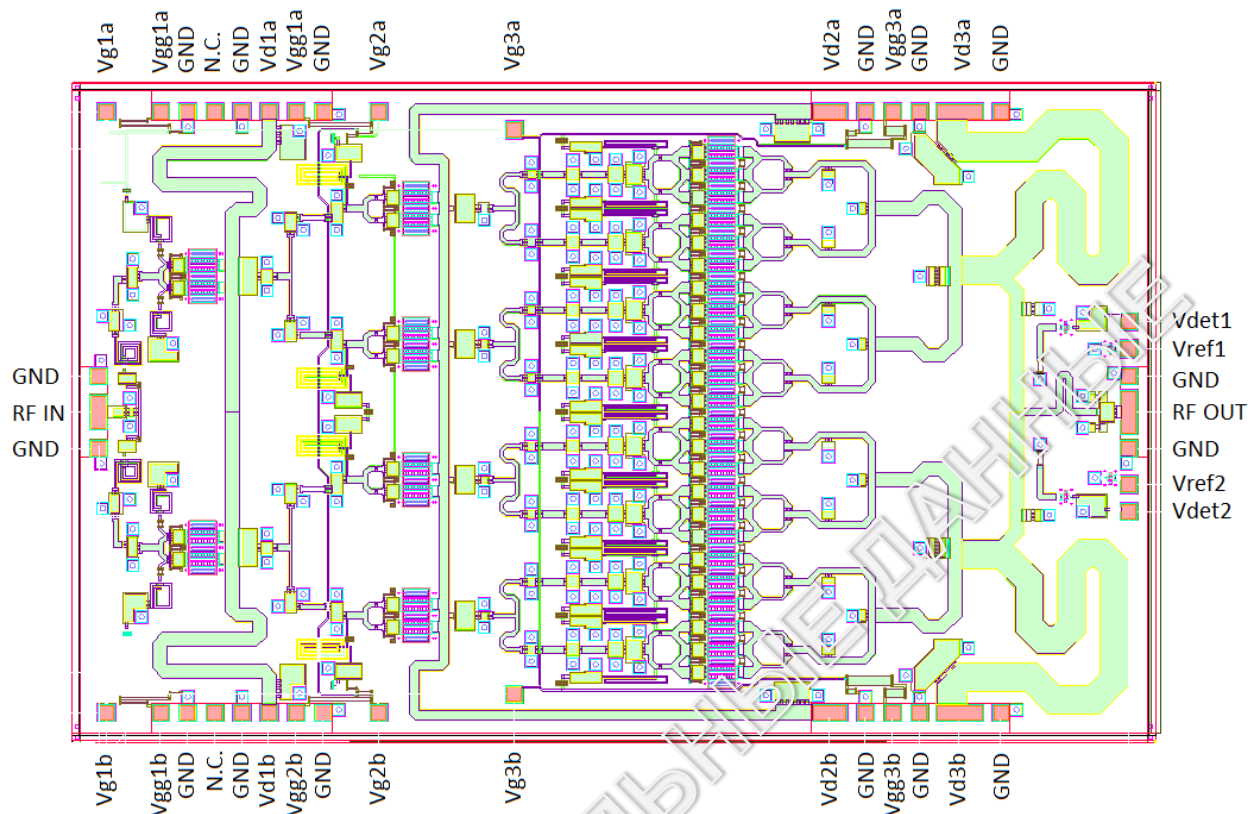 Vg1a
Vgg1a
GND
N.C.
GND
Vd1a
Vgg1a
GND
Vg2a
Vg3a
Vd2a
GND
Vgg3a
GND
Vd3a
GND
GND
RF IN
GND
Vdet1
Vref1
GND
RF OUT
GND
Vref2
Vdet2
Vg1b
Vgg1b
GND
N.C.
GND
Vd1b
Vgg2b
GND
Vg2b
Vg3b
Vd2b
GND
Vgg3b
GND
Vd3b
GND
ЛЬНЫЕ ДАННЫЕ